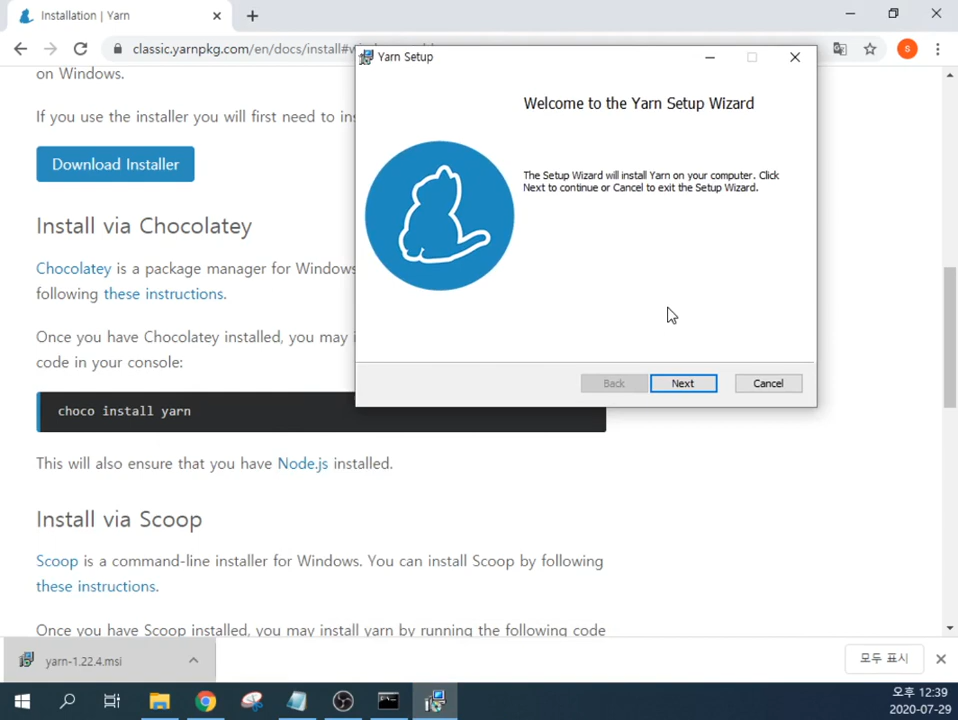 Installation | Yarn
classic.yarnpkg.com/en/docs/install#
S
Yarn Setup
Welcome to the Yarn Setup Wizard
The Setup Wizard will install Yarn on your computer. Click
Next to continue or Cancel to exit the Setup Wizard.
Back
Next
Cancel
on Windows.
If you use the installer you will first need to
Download Installer
Install via Chocolatey
Chocolatey is a package manager for Windows
following these instructions.
Once you have Chocolatey installed, you may
code in your console:
choco install yarn
This will also ensure that you have Node.js installed.
Install via Scoop
Scoop is a command-line installer for Windows. You can install Scoop by following
these instructions.
Once you have Scoop installed, you may install yarn by running the following code
yarn-1.22.4.msi
모두 표시
오후 12:39
2020-07-29